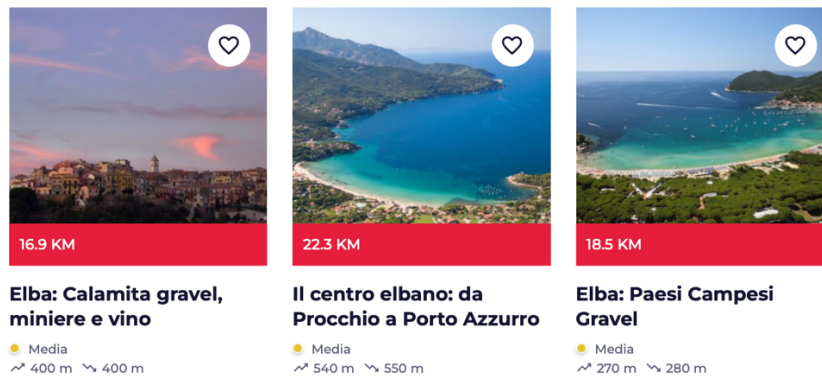 16.9 KM
22.3 KM
18.5 KM
Elba: Calamita gravel,
miniere e vino
Il centro elbano: da
Procchio a Porto Azzurro
Elba: Paesi Campesi
Gravel
Media
400 m 400 m
Media
540 m 550 m
Media
270 m 280 m